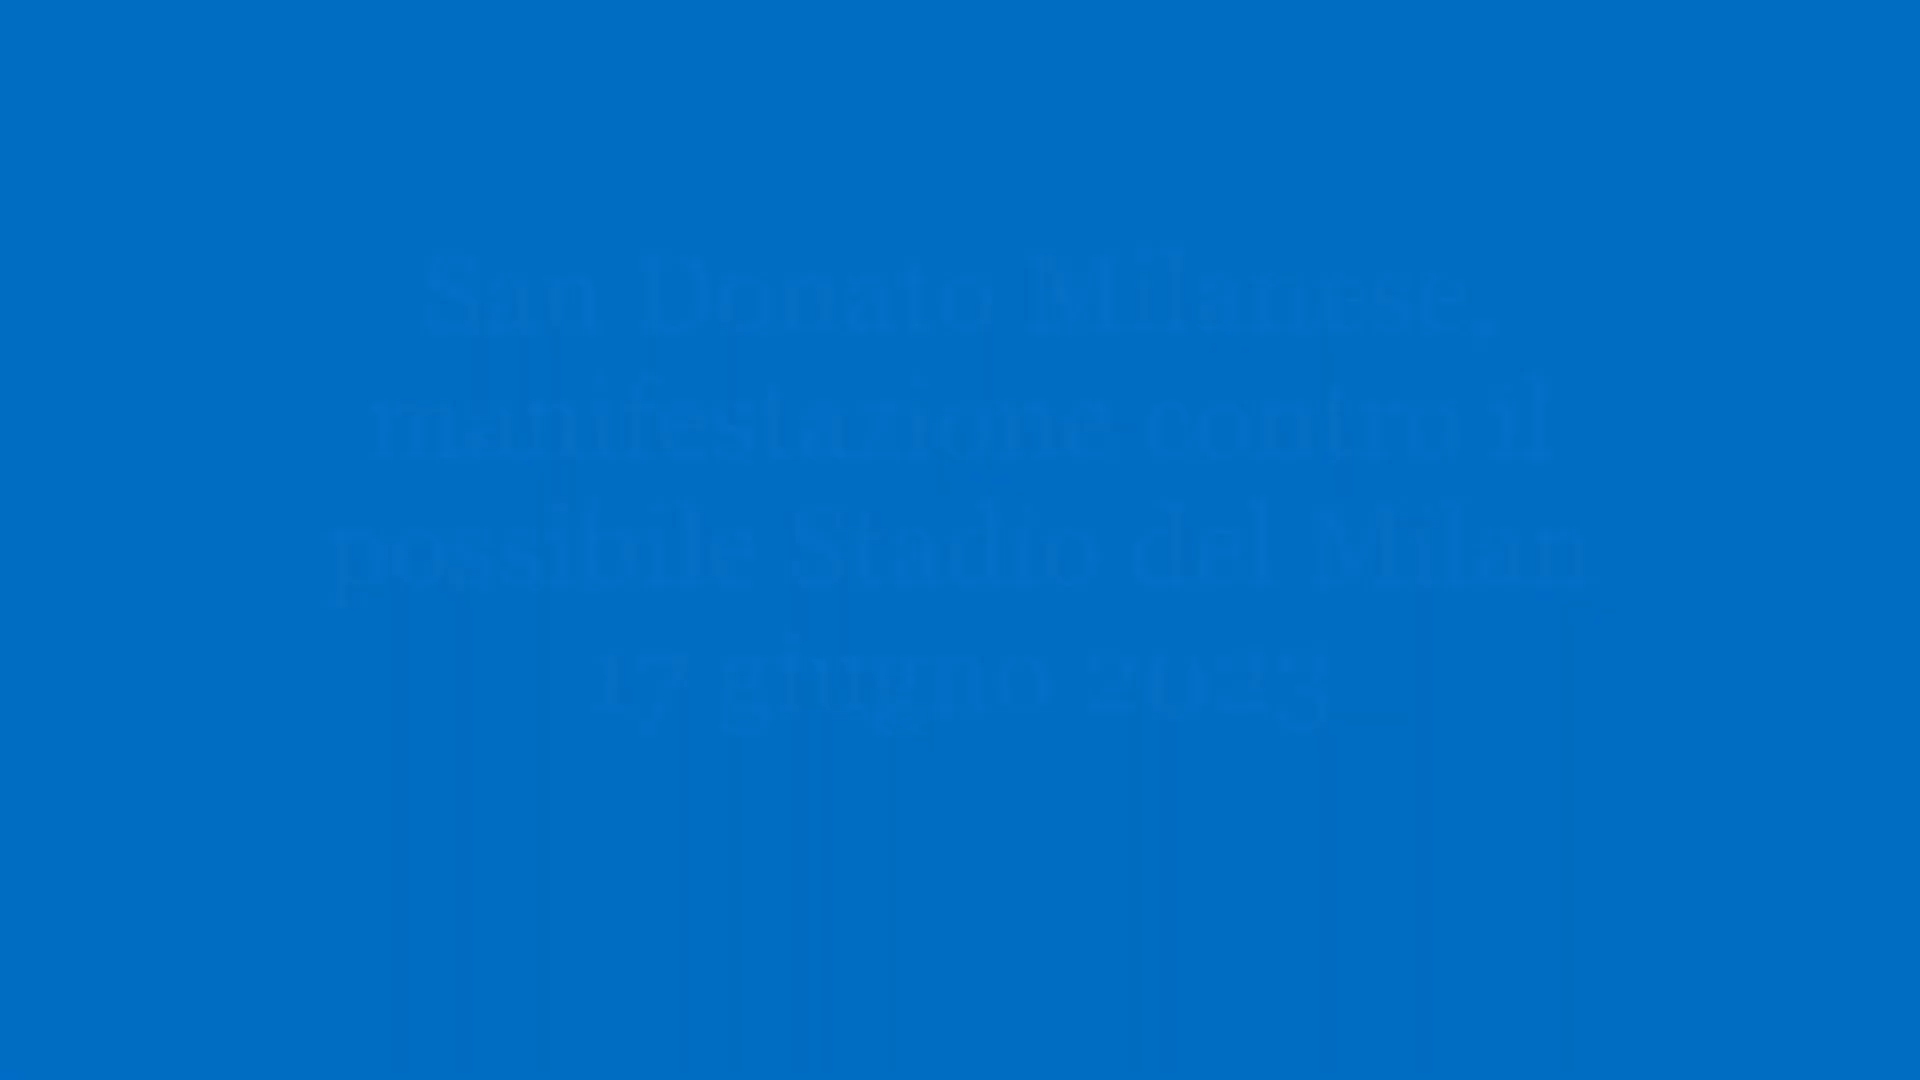 San Donato Milanese,
manifestazione contro il
possibile Stadio del Milan
17 giugno 2023